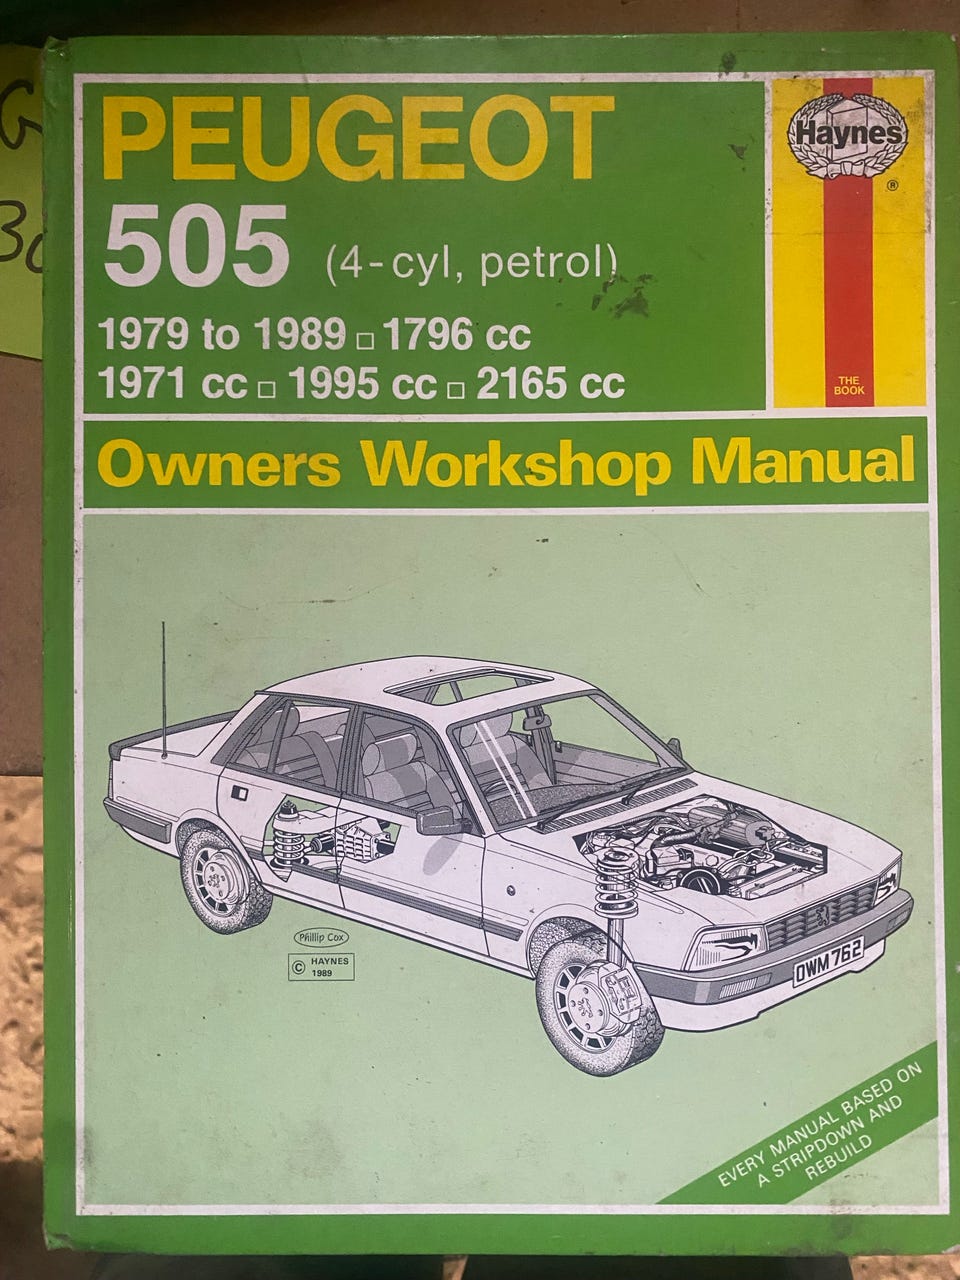 G
30
PEUGEOT
505 (4-cyl, petrol)
1979 to 1989 □ 1796 cc
1971 cc □ 1995 cc □ 2165 cc
Haynes
®
THE
BOOK
Owners Workshop Manual
Phillip Cox
© HAYNES
1989
OWM 762
EVERY MANUAL BASED ON
A STRIPDOWN AND
REBUILD